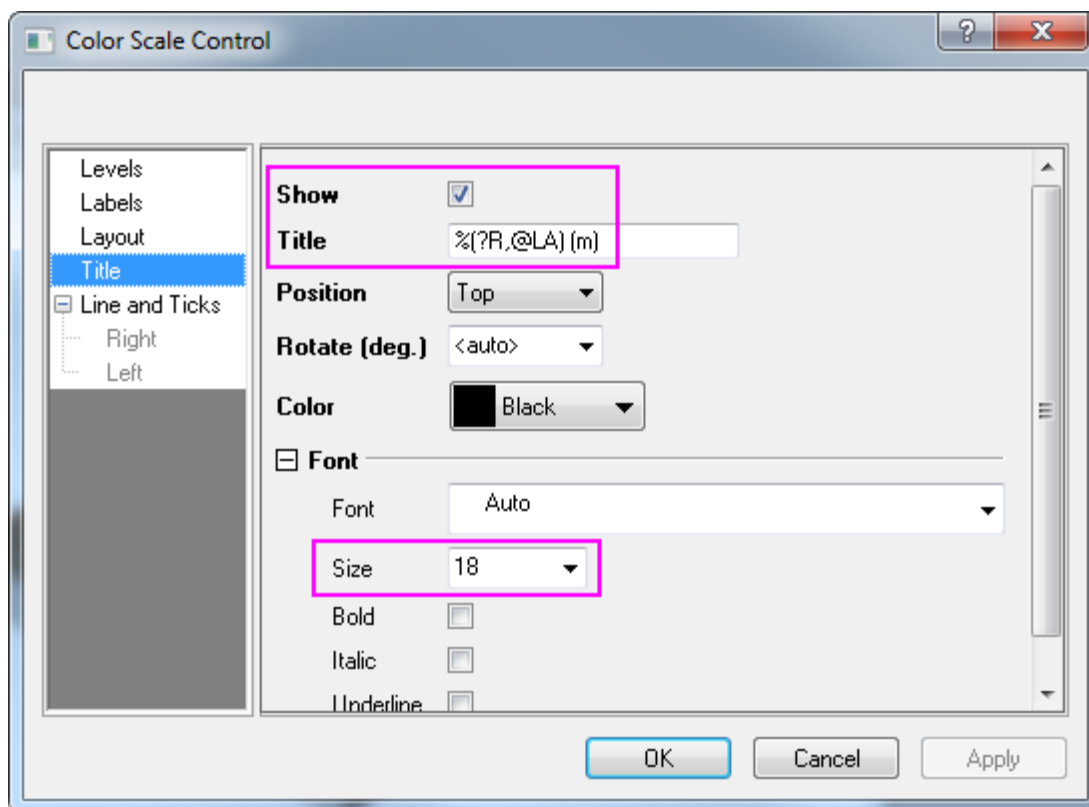 Color Scale Control
?
Levels
Labels
Layout
Title
Line and Ticks
Right
Left
Show
Title %(?R,@LA) (m)
Position Top
Rotate (deg.) <auto>
Color Black
Font
Font Auto
Size 18
Bold
Italic
Underline
OK Cancel Apply